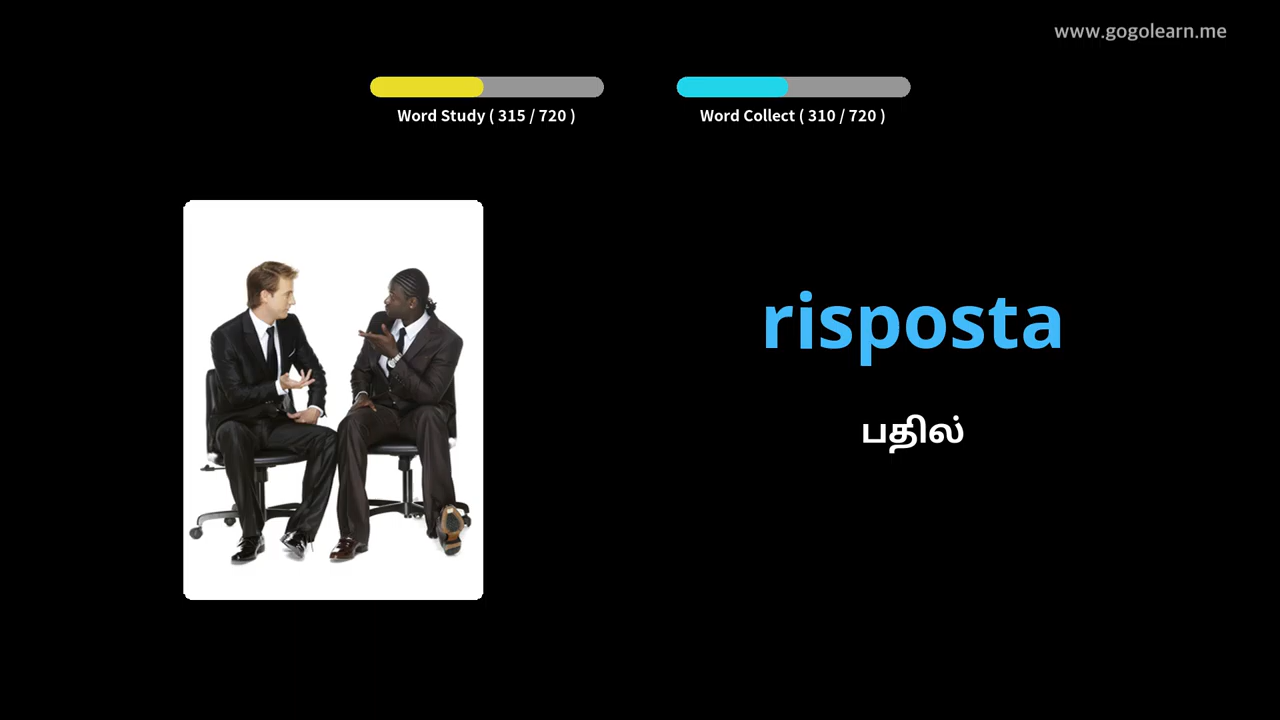 www.gogolearn.me
Word Study ( 315 / 720 )
Word Collect ( 310 / 720 )
risposta
பதில்